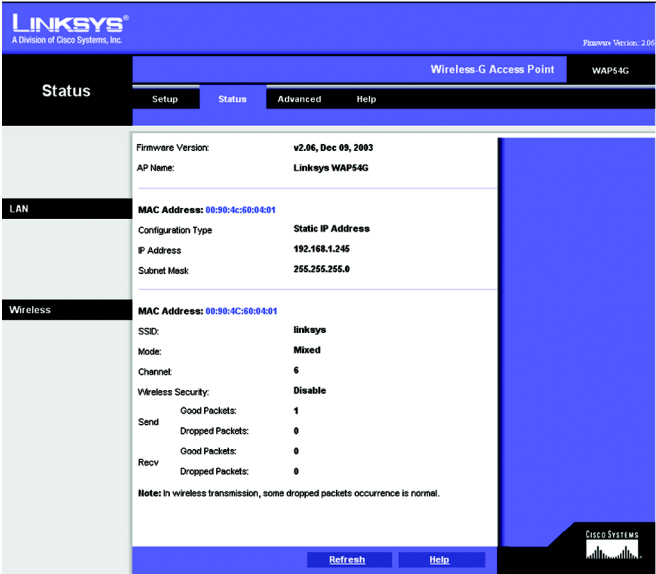 LINKSYS®
A Division of Cisco Systems, Inc.
Firmware Version: 2.06
Wireless-G Access Point WAP54G
Status
Setup Status Advanced Help
Firmware Version: v2.06, Dec 09, 2003
AP Name: Linksys WAP54G
LAN
MAC Address: 00:90:4c:60:04:01
Configuration Type Static IP Address
IP Address 192.168.1.245
Subnet Mask 255.255.255.0
Wireless
MAC Address: 00:90:4C:60:04:01
SSID: linksys
Mode: Mixed
Channel: 6
Wireless Security: Disable
Send
Good Packets: 1
Dropped Packets: 0
Recv
Good Packets: 0
Dropped Packets: 0
Note: In wireless transmission, some dropped packets occurrence is normal.
Refresh Help
CISCO SYSTEMS